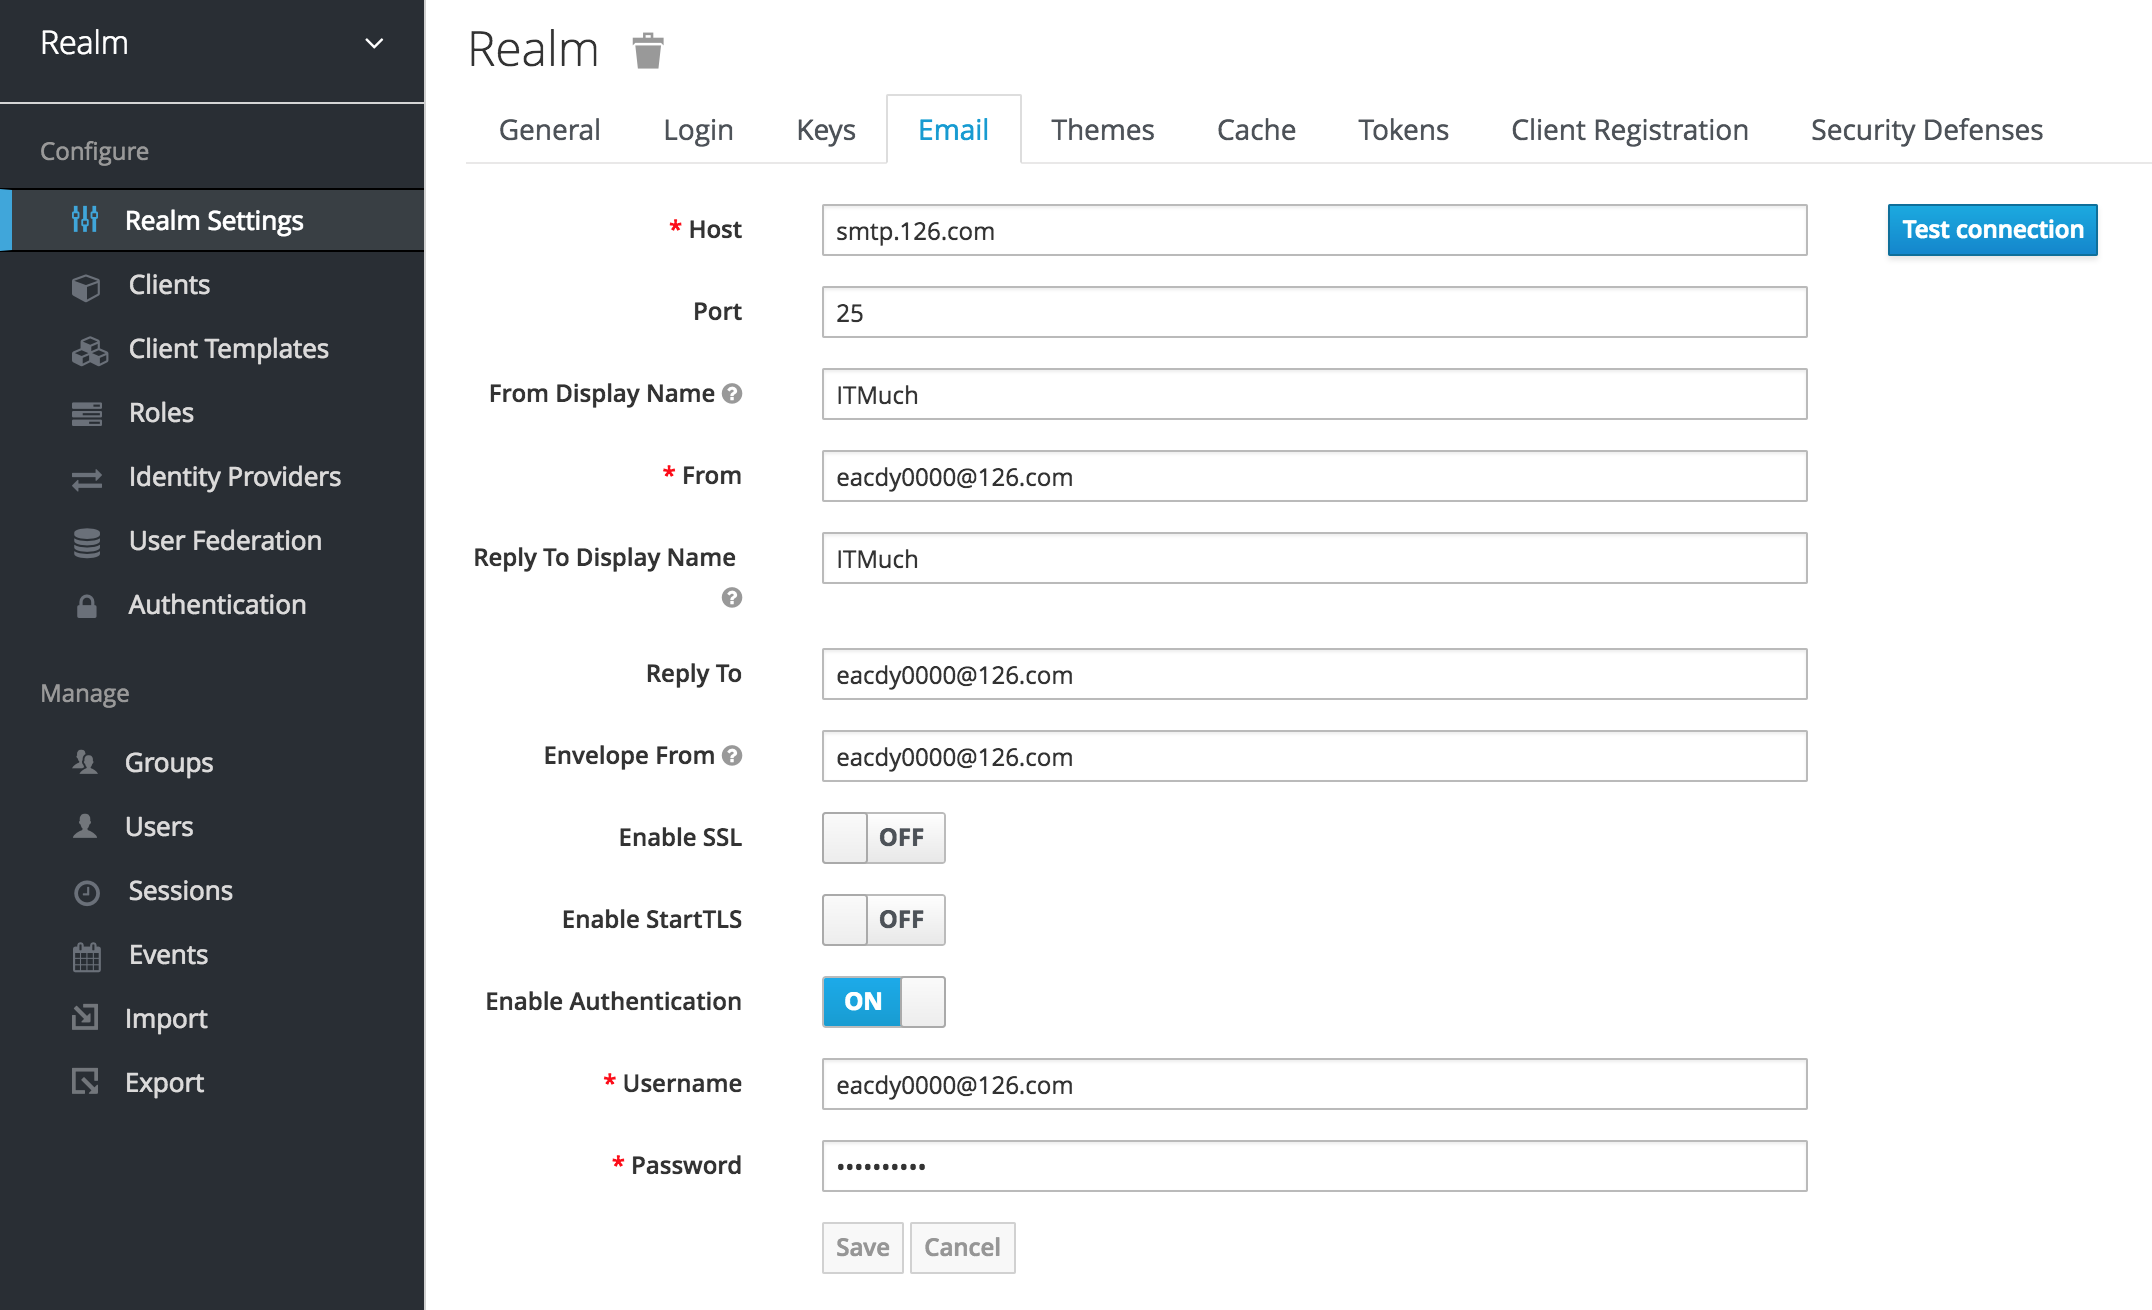 Realm
Configure
Realm Settings
Clients
Client Templates
Roles
Identity Providers
User Federation
Authentication
Manage
Groups
Users
Sessions
Events
Import
Export
Realm
General Login Keys Email Themes Cache Tokens Client Registration Security Defenses
* Host smtp.126.com Test connection
Port 25
From Display Name ITMuch
* From eacdy0000@126.com
Reply To Display Name ITMuch
Reply To eacdy0000@126.com
Envelope From eacdy0000@126.com
Enable SSL OFF
Enable StartTLS OFF
Enable Authentication ON
* Username eacdy0000@126.com
* Password ••••••••••
Save Cancel